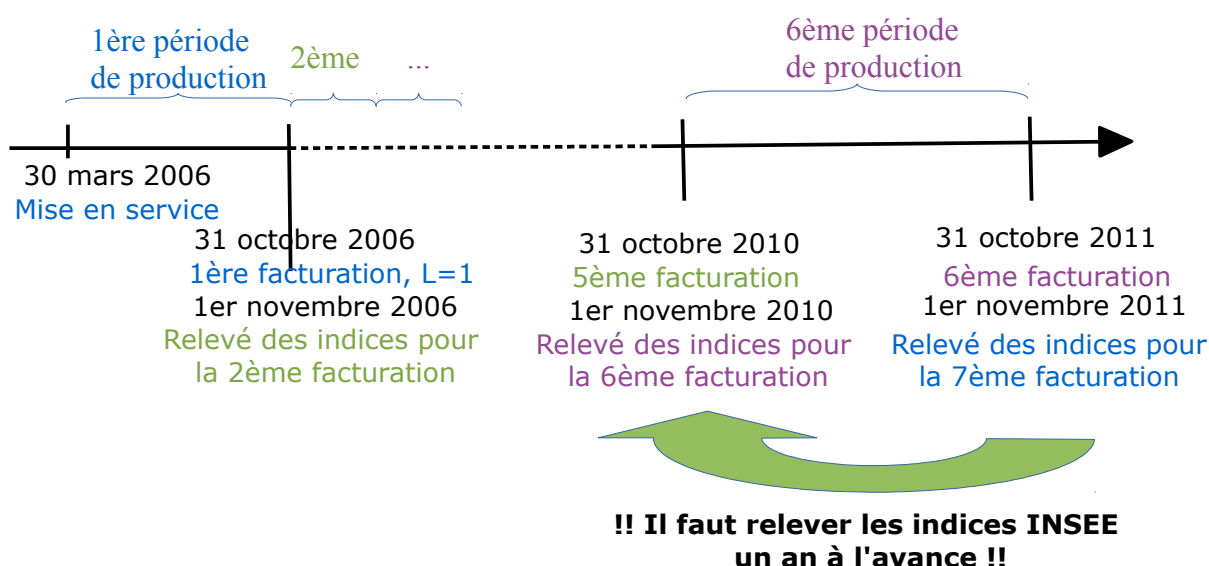 1ère période
de production
2ème
...
6ème période
de production
30 mars 2006
Mise en service
31 octobre 2006
1ère facturation, L=1
1er novembre 2006
Relevé des indices pour
la 2ème facturation
31 octobre 2010
5ème facturation
1er novembre 2010
Relevé des indices pour
la 6ème facturation
31 octobre 2011
6ème facturation
1er novembre 2011
Relevé des indices pour
la 7ème facturation
!! Il faut relever les indices INSEE
un an à l'avance !!